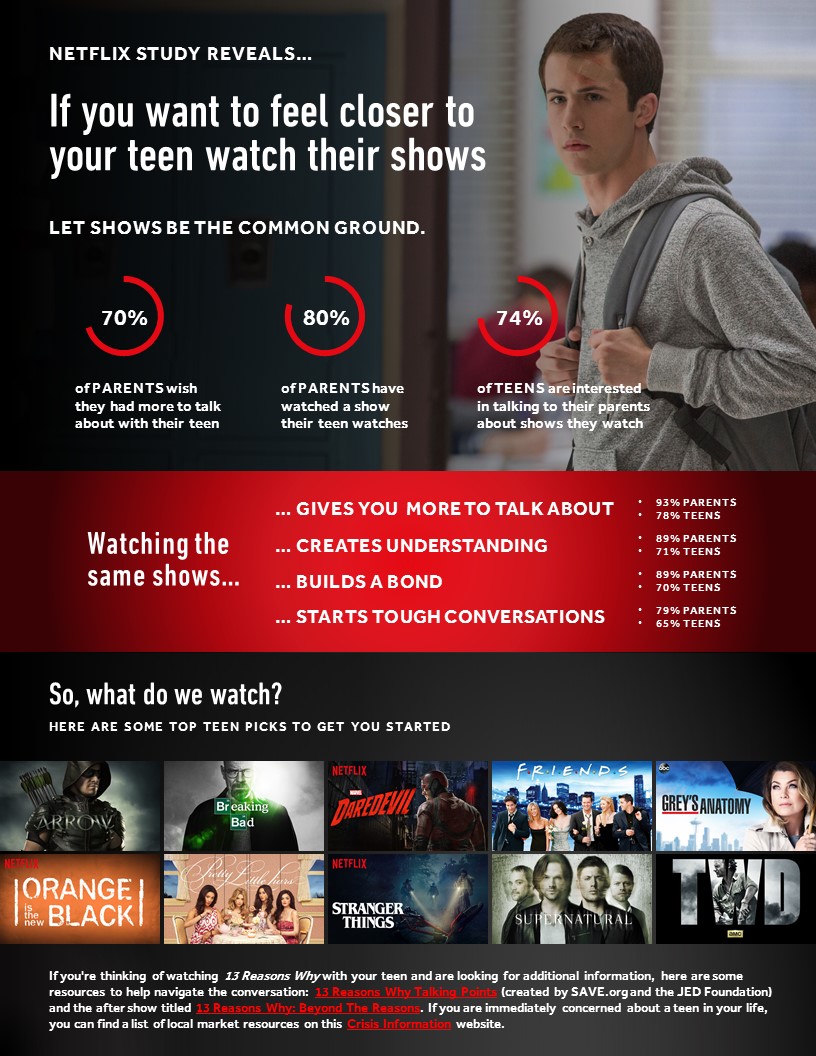 NETFLIX STUDY REVEALS...
If you want to feel closer to
your teen watch their shows
LET SHOWS BE THE COMMON GROUND.
70%
80%
74%
of PARENTS wish
they had more to talk
about with their teen
of PARENTS have
watched a show
their teen watches
of TEENS are interested
in talking to their parents
about shows they watch
Watching the
same shows...
... GIVES YOU MORE TO TALK ABOUT
• 93% PARENTS
• 78% TEENS
... CREATES UNDERSTANDING
• 89% PARENTS
• 71% TEENS
... BUILDS A BOND
• 89% PARENTS
• 70% TEENS
... STARTS TOUGH CONVERSATIONS
• 79% PARENTS
• 65% TEENS
So, what do we watch?
HERE ARE SOME TOP TEEN PICKS TO GET YOU STARTED
ARROW
Breaking
Bad
NETFLIX
MARVEL
DAREDEVIL
F·R·I·E·N·D·S
abc
GREY'S ANATOMY
NETFLIX
ORANGE
is the new
BLACK
Pretty Little Liars
NETFLIX
STRANGER
THINGS
SUPERNATURAL
TWD
amc
If you're thinking of watching 13 Reasons Why with your teen and are looking for additional information, here are some
resources to help navigate the conversation: 13 Reasons Why Talking Points (created by SAVE.org and the JED Foundation)
and the after show titled 13 Reasons Why: Beyond The Reasons. If you are immediately concerned about a teen in your life,
you can find a list of local market resources on this Crisis Information website.